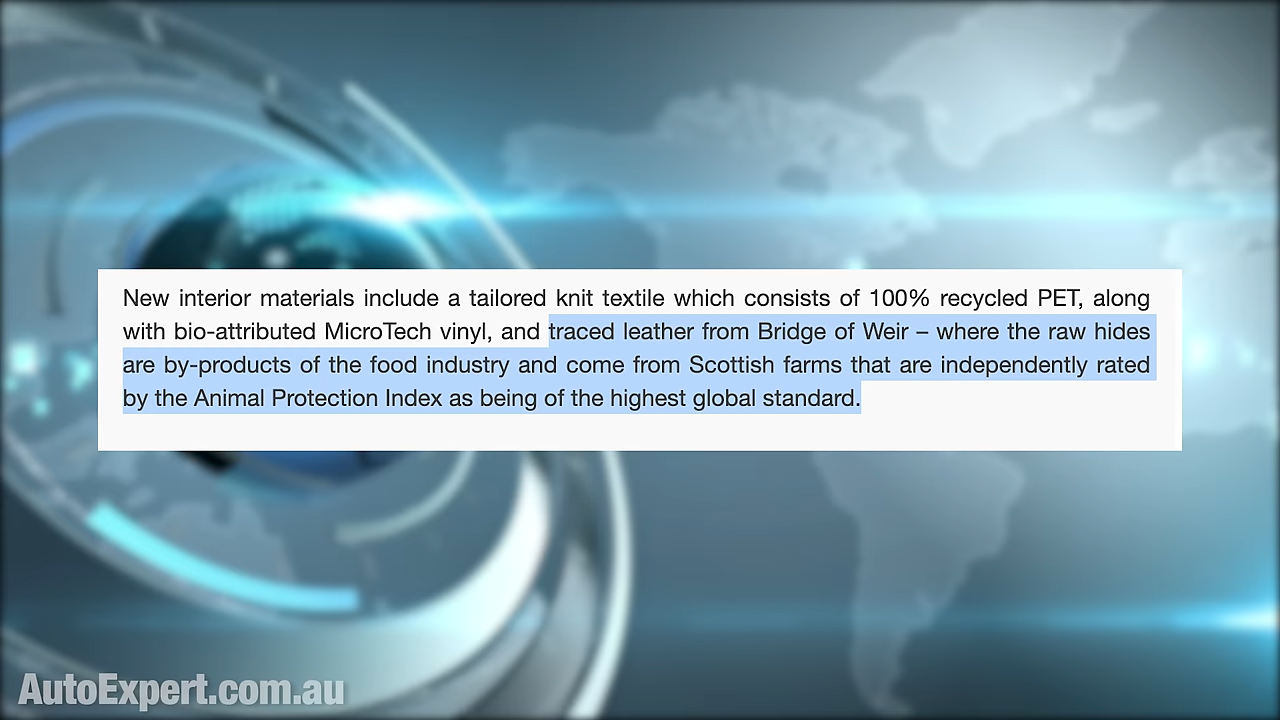 New interior materials include a tailored knit textile which consists of 100% recycled PET, along
with bio-attributed MicroTech vinyl, and traced leather from Bridge of Weir – where the raw hides
are by-products of the food industry and come from Scottish farms that are independently rated
by the Animal Protection Index as being of the highest global standard.
AutoExpert.com.au